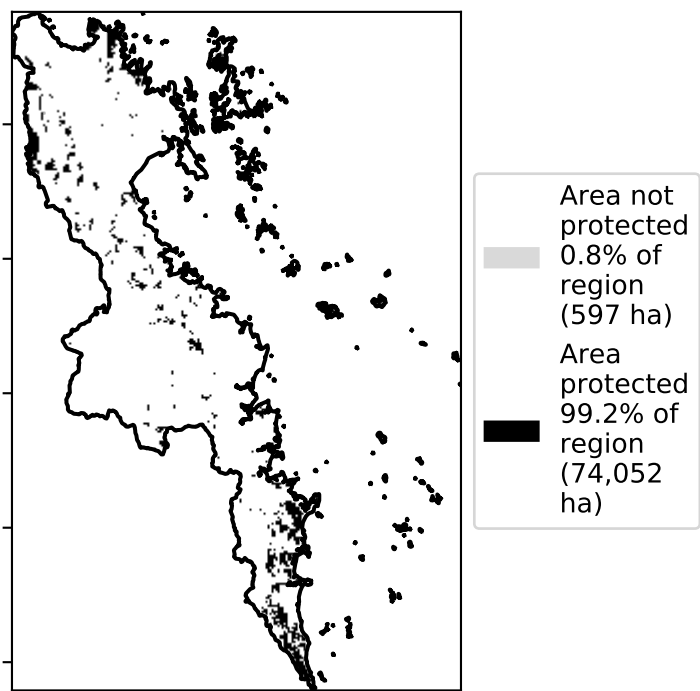 Area not
protected
0.8% of
region
(597 ha)
Area
protected
99.2% of
region
(74,052
ha)